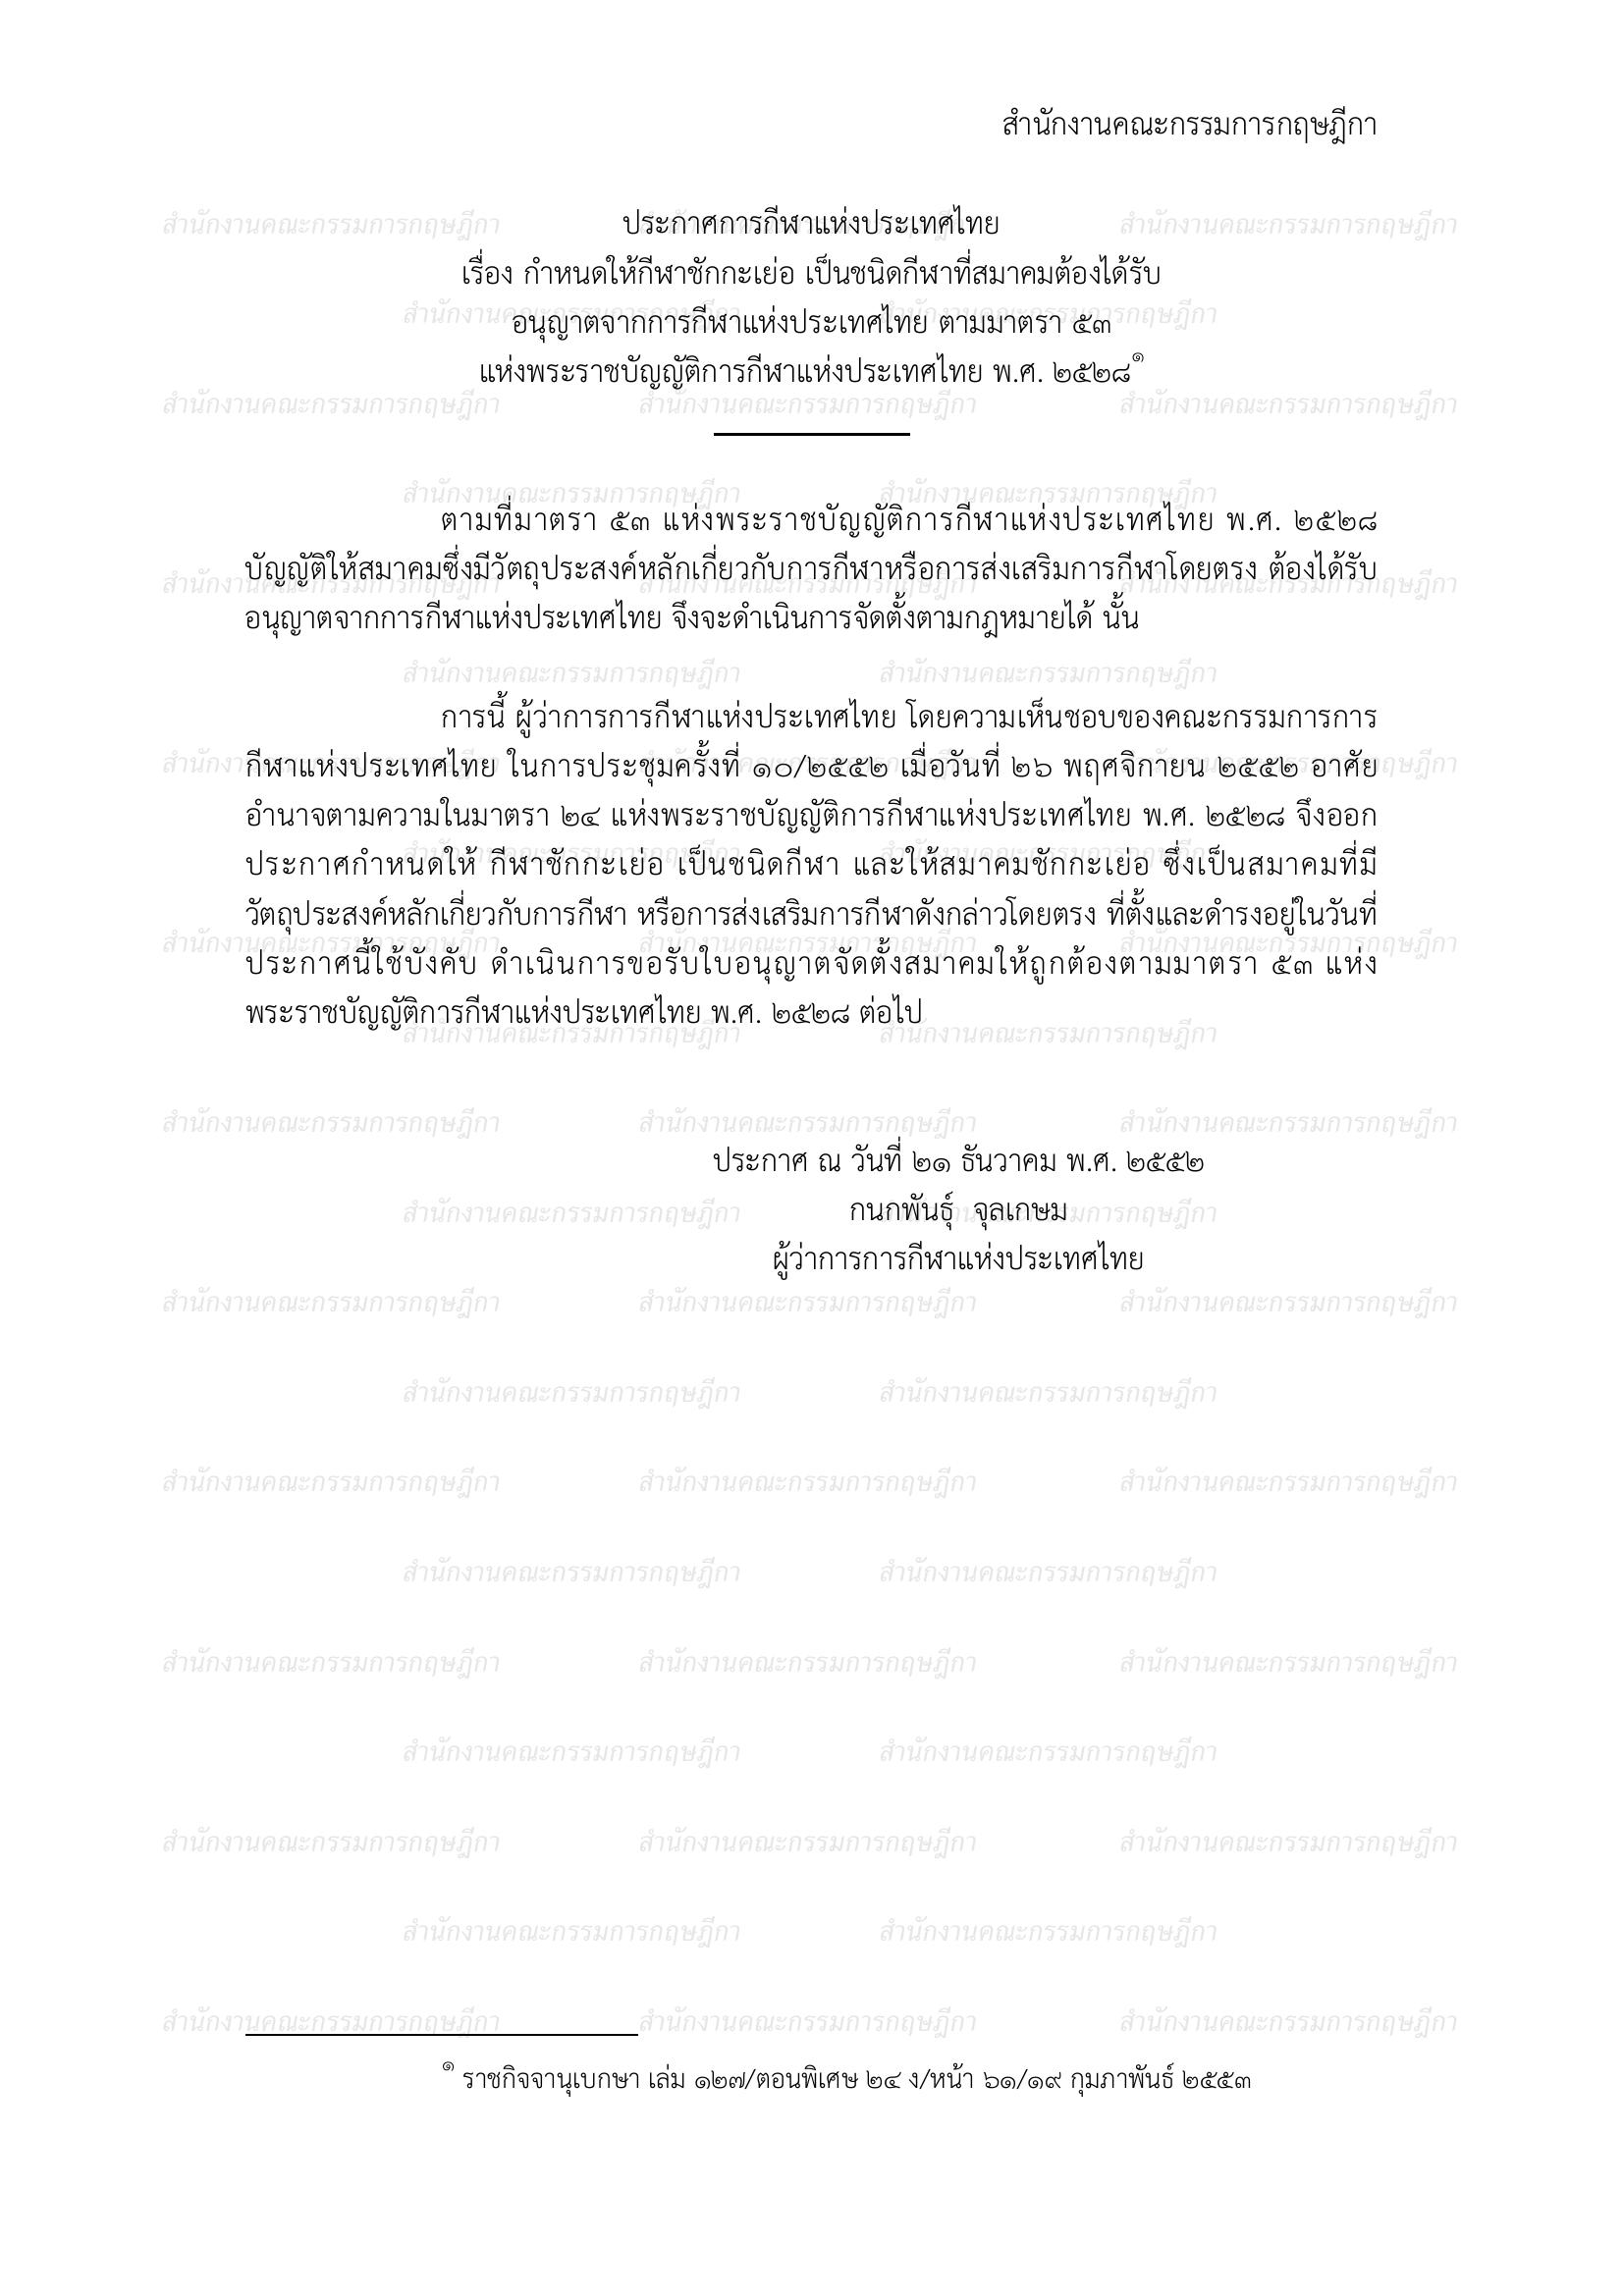 สำนักงานคณะกรรมการกฤษฎีกา
ประกาศการกีฬาแห่งประเทศไทย
เรื่อง กำหนดให้กีฬาชักกะเย่อ เป็นชนิดกีฬาที่สมาคมต้องได้รับ
อนุญาตจากการกีฬาแห่งประเทศไทย ตามมาตรา ๕๓
แห่งพระราชบัญญัติการกีฬาแห่งประเทศไทย พ.ศ. ๒๕๒๘๑
ตามที่มาตรา ๕๓ แห่งพระราชบัญญัติการกีฬาแห่งประเทศไทย พ.ศ. ๒๕๒๘
บัญญัติให้สมาคมซึ่งมีวัตถุประสงค์หลักเกี่ยวกับการกีฬาหรือการส่งเสริมการกีฬาโดยตรง ต้องได้รับ
อนุญาตจากการกีฬาแห่งประเทศไทย จึงจะดำเนินการจัดตั้งตามกฎหมายได้ นั้น
การนี้ ผู้ว่าการการกีฬาแห่งประเทศไทย โดยความเห็นชอบของคณะกรรมการการ
กีฬาแห่งประเทศไทย ในการประชุมครั้งที่ ๑๐/๒๕๕๒ เมื่อวันที่ ๒๖ พฤศจิกายน ๒๕๕๒ อาศัย
อำนาจตามความในมาตรา ๒๔ แห่งพระราชบัญญัติการกีฬาแห่งประเทศไทย พ.ศ. ๒๕๒๘ จึงออก
ประกาศกำหนดให้ กีฬาชักกะเย่อ เป็นชนิดกีฬา และให้สมาคมชักกะเย่อ ซึ่งเป็นสมาคมที่มี
วัตถุประสงค์หลักเกี่ยวกับการกีฬา หรือการส่งเสริมการกีฬาดังกล่าวโดยตรง ที่ตั้งและดำรงอยู่ในวันที่
ประกาศนี้ใช้บังคับ ดำเนินการขอรับใบอนุญาตจัดตั้งสมาคมให้ถูกต้องตามมาตรา ๕๓ แห่ง
พระราชบัญญัติการกีฬาแห่งประเทศไทย พ.ศ. ๒๕๒๘ ต่อไป
ประกาศ ณ วันที่ ๒๑ ธันวาคม พ.ศ. ๒๕๕๒
กนกพันธุ์ จุลเกษม
ผู้ว่าการการกีฬาแห่งประเทศไทย
๑ ราชกิจจานุเบกษา เล่ม ๑๒๗/ตอนพิเศษ ๒๔ ง/หน้า ๖๑/๑๙ กุมภาพันธ์ ๒๕๕๓